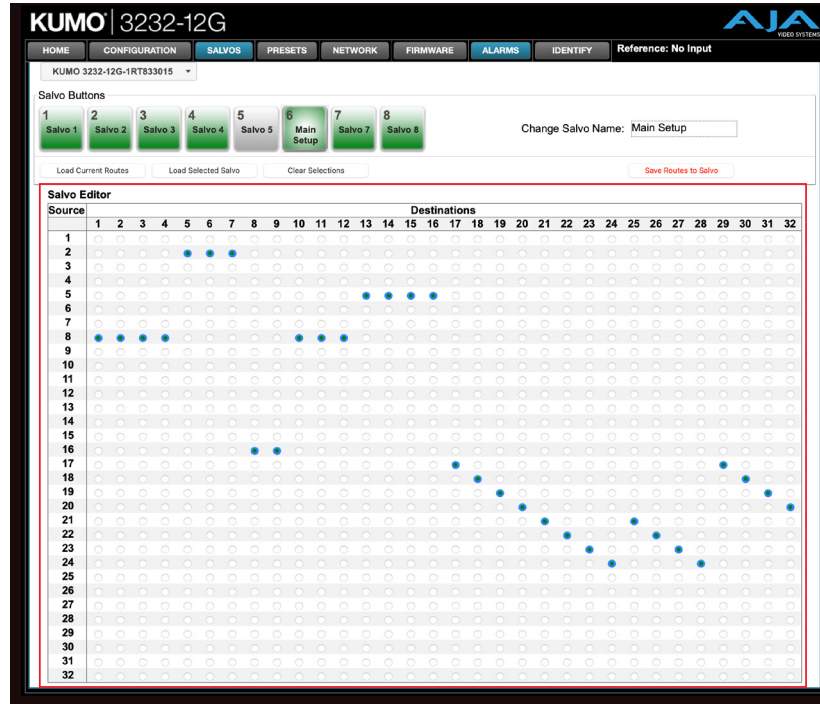 KUMO® 3232-12G
AJA
VIDEO SYSTEMS
HOME CONFIGURATION SALVOS PRESETS NETWORK FIRMWARE ALARMS IDENTIFY Reference: No Input
KUMO 3232-12G-1RT833015
Salvo Buttons
1 2 3 4 5 6 7 8
Salvo 1 Salvo 2 Salvo 3 Salvo 4 Salvo 5 Main Setup Salvo 7 Salvo 8
Change Salvo Name: Main Setup
Load Current Routes Load Selected Salvo Clear Selections Save Routes to Salvo
Salvo Editor
Source Destinations
1 2 3 4 5 6 7 8 9 10 11 12 13 14 15 16 17 18 19 20 21 22 23 24 25 26 27 28 29 30 31 32
1
2
3
4
5
6
7
8
9
10
11
12
13
14
15
16
17
18
19
20
21
22
23
24
25
26
27
28
29
30
31
32